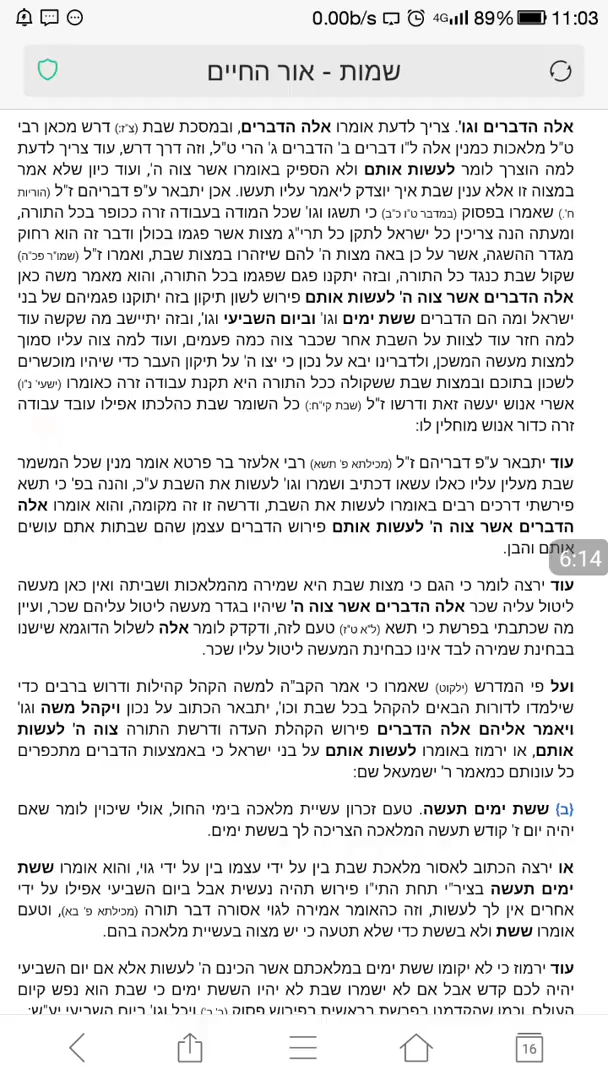 0.00b/s 4G 89% 11:03
שמות - אור החיים
אלה הדברים וגו'. צריך לדעת אומרו אלה הדברים, ובמסכת שבת (צ'ז:) דרש מכאן רבי
ט"ל מלאכות כמנין אלה ל"ו דברים ב' הדברים ג' הרי ט"ל, וזה דרך דרש, עוד צריך לדעת
למה הוצרך לומר לעשות אותם ולא הספיק באומרו אשר צוה ה', ועוד כיון שלא אמר
במצוה זו אלא ענין שבת איך יוצדק ליאמר עליו תעשו. אכן יתבאר ע"פ דבריהם ז"ל (הוריות
ח'.) שאמרו בפסוק (במדבר ט"ו כ"ב) כי תשגו וגו' שכל המודה בעבודה זרה ככופר בכל התורה,
ומעתה הנה צריכין כל ישראל לתקן כל תרי"ג מצות אשר פגמו בכולן ודבר זה הוא רחוק
מגדר ההשגה, אשר על כן באה מצות ה' להם שיזהרו במצות שבת, ואמרו ז"ל (שמו"ר פכ"ה)
שקול שבת כנגד כל התורה, ובזה יתקנו פגם שפגמו בכל התורה, והוא מאמר משה כאן
אלה הדברים אשר צוה ה' לעשות אותם פירוש לשון תיקון בזה יתוקנו פגמיהם של בני
ישראל ומה הם הדברים ששת ימים וגו' וביום השביעי וגו', ובזה יתיישב מה שקשה עוד
למה חזר עוד לצוות על השבת אחר שכבר צוה כמה פעמים, ועוד למה צוה עליו סמוך
למצות מעשה המשכן, ולדברינו יבא על נכון כי יצו ה' על תיקון העבר כדי שיהיו מוכשרים
לשכון בתוכם ובמצות שבת ששקולה ככל התורה היא תקנת עבודה זרה כאומרו (ישעי' נ"ו)
אשרי אנוש יעשה זאת ודרשו ז"ל (שבת קי"ח:) כל השומר שבת כהלכתו אפילו עובד עבודה
זרה כדור אנוש מוחלין לו:
עוד יתבאר ע"פ דבריהם ז"ל (מכילתא פ' תשא) רבי אלעזר בר פרטא אומר מנין שכל המשמר
שבת מעלין עליו כאלו עשאו דכתיב ושמרו וגו' לעשות את השבת ע"כ, והנה בפ' כי תשא
פירשתי דרכים רבים באומרו לעשות את השבת, ודרשה זו זה מקומה, והוא אומרו אלה
הדברים אשר צוה ה' לעשות אותם פירוש הדברים עצמן שהם שבתות אתם עושים
אותם והבן.
6:14
עוד ירצה לומר כי הגם כי מצות שבת היא שמירה מהמלאכות ושביתה ואין כאן מעשה
ליטול עליה שכר אלה הדברים אשר צוה ה' שיהיו בגדר מעשה ליטול עליהם שכר, ועיין
מה שכתבתי בפרשת כי תשא (ל"א ט"ז) טעם לזה, ודקדק לומר אלה לשלול הדוגמא שישנו
בבחינת שמירה לבד אינו כבחינת המעשה ליטול עליו שכר.
ועל פי המדרש (ילקוט) שאמרו כי אמר הקב"ה למשה הקהל קהילות ודרוש ברבים כדי
שילמדו לדורות הבאים להקהל בכל שבת וכו', יתבאר הכתוב על נכון ויקהל משה וגו'
ויאמר אליהם אלה הדברים פירוש הקהלת העדה ודרשת התורה צוה ה' לעשות
אותם, או ירמוז באומרו לעשות אותם על בני ישראל כי באמצעות הדברים מתכפרים
כל עונותם כמאמר ר' ישמעאל שם:
{ב} ששת ימים תעשה. טעם זכרון עשיית מלאכה בימי החול, אולי שיכוין לומר שאם
יהיה יום ז' קודש תעשה המלאכה הצריכה לך בששת ימים.
או ירצה הכתוב לאסור מלאכת שבת בין על ידי עצמו בין על ידי גוי, והוא אומרו ששת
ימים תעשה בצירי"י תחת התי"ו פירוש תהיה נעשית אבל ביום השביעי אפילו על ידי
אחרים אין לך לעשות, וזה כהאומר אמירה לגוי אסורה דבר תורה (מכילתא פ' בא), וטעם
אומרו ששת ולא בששת כדי שלא תטעה כי יש מצוה בעשיית מלאכה בהם.
עוד ירמוז כי לא יקומו ששת ימים במלאכתם אשר הכינם ה' לעשות אלא אם יום השביעי
יהיה לכם קדש אבל אם לא ישמרו שבת לא יהיו הששת ימים כי שבת הוא נפש קיום
העולם, וכמו שהקדמנו בפרשת בראשית בפירוש פסוק (ב' ב') ויכל וגו' ביום השביעי יע"ש:
16